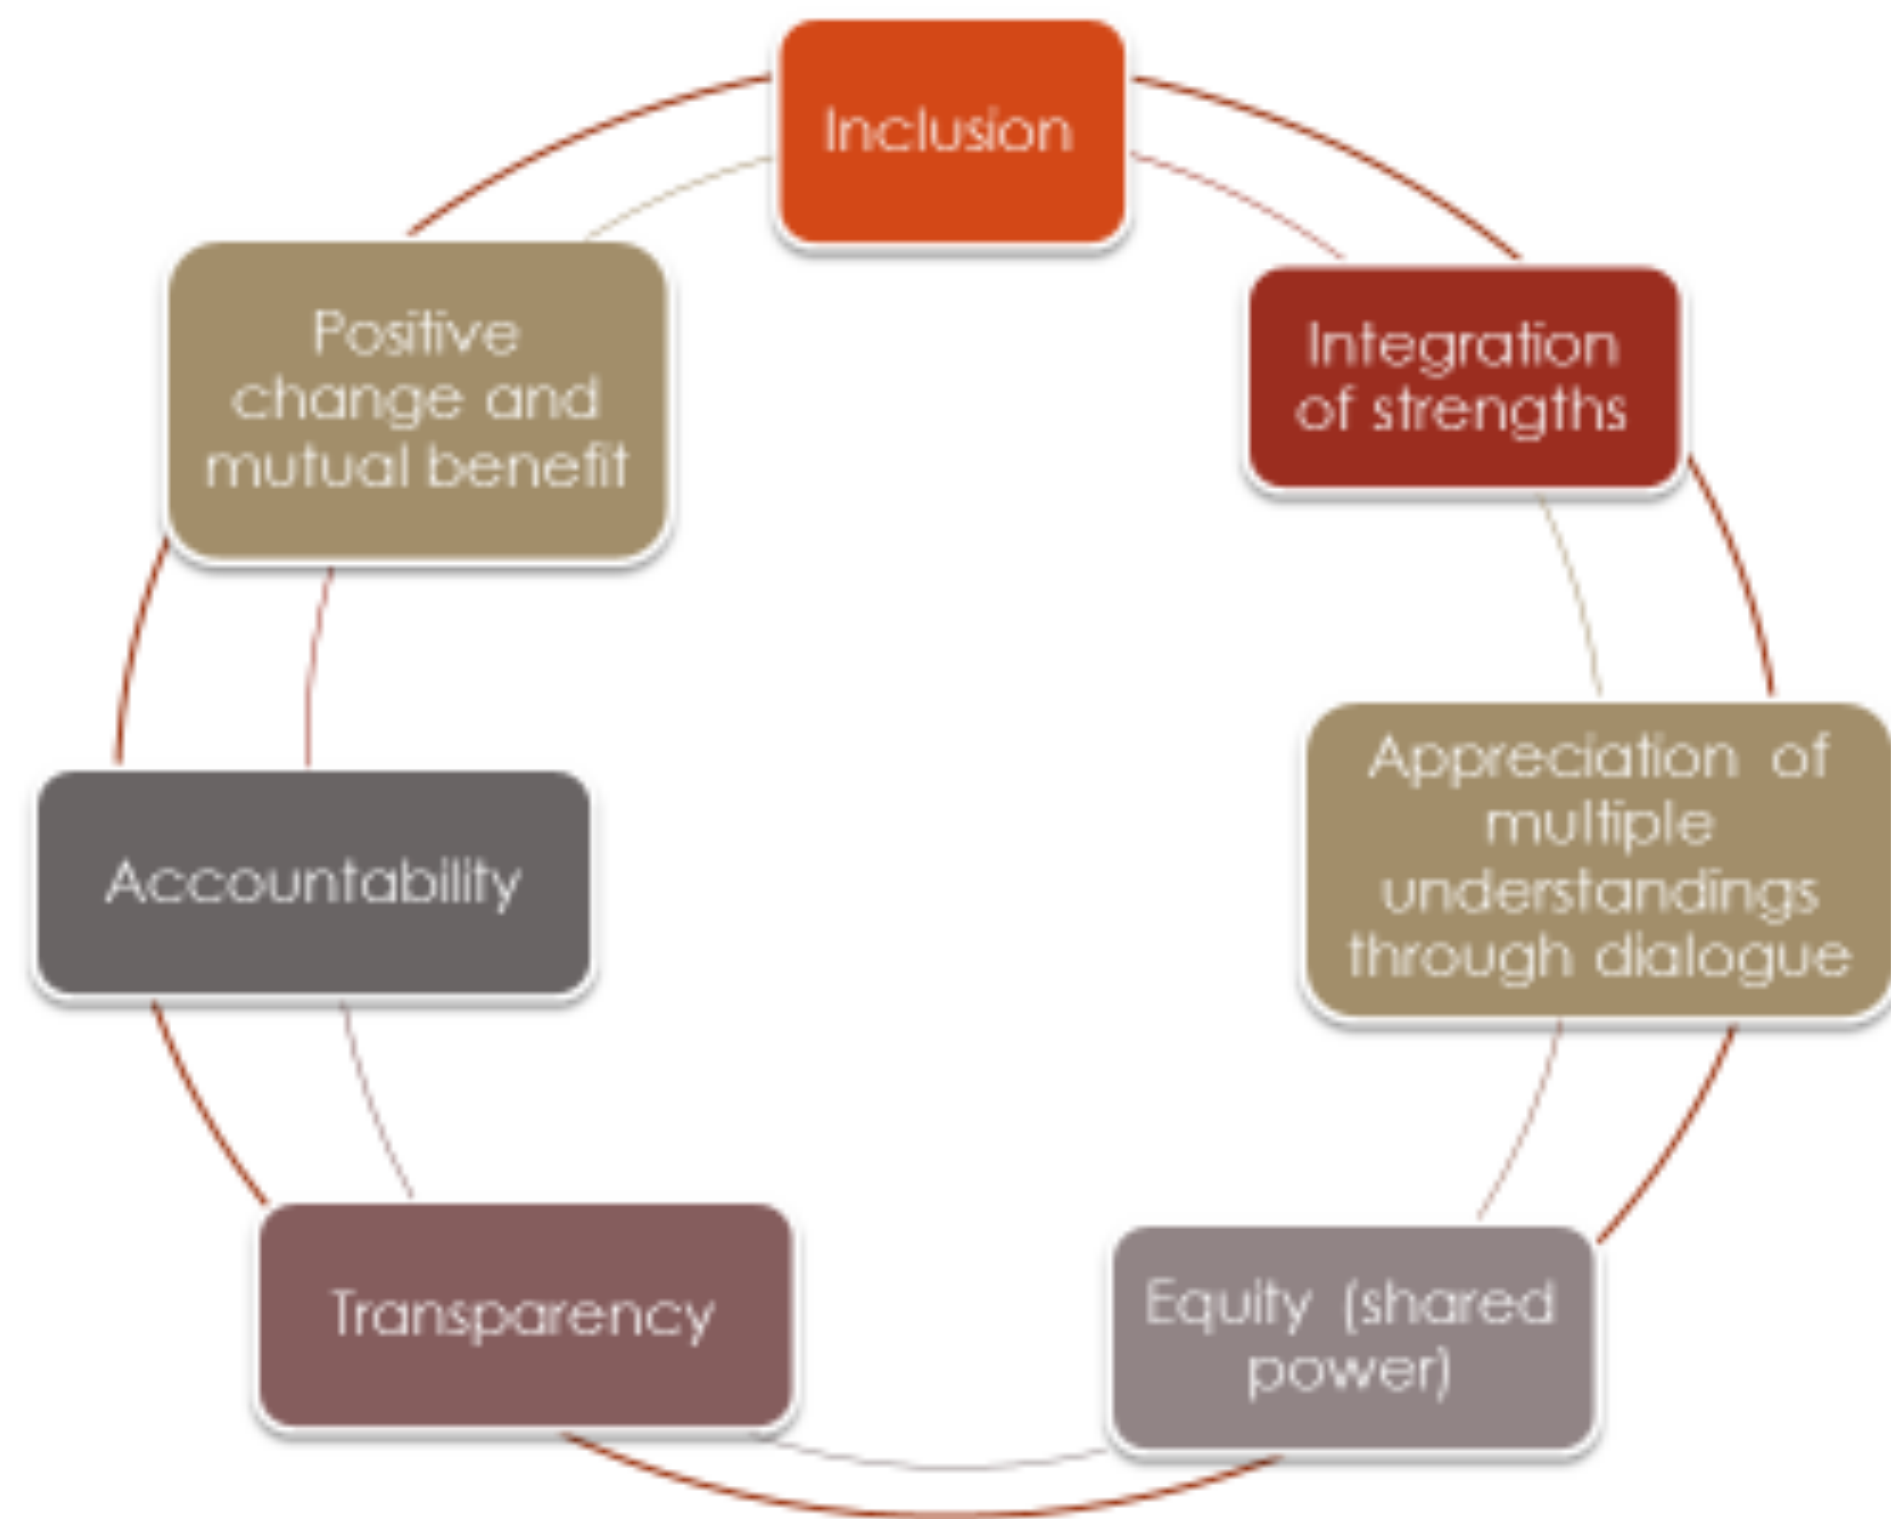 Inclusion
Integration
of strengths
Appreciation of
multiple
understandings
through dialogue
Equity (shared
power)
Transparency
Accountability
Positive
change and
mutual benefit